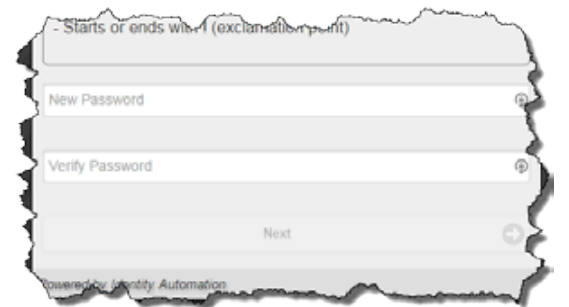 - Starts or ends with ! (exclamation point)
New Password
Verify Password
Next
Powered by Identity Automation